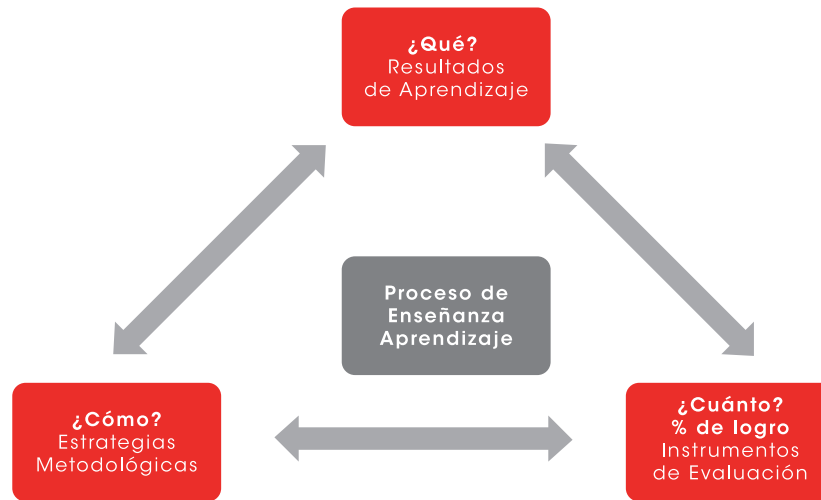 ¿Qué?
Resultados
de Aprendizaje
Proceso de
Enseñanza
Aprendizaje
¿Cómo?
Estrategias
Metodológicas
¿Cuánto?
% de logro
Instrumentos
de Evaluación